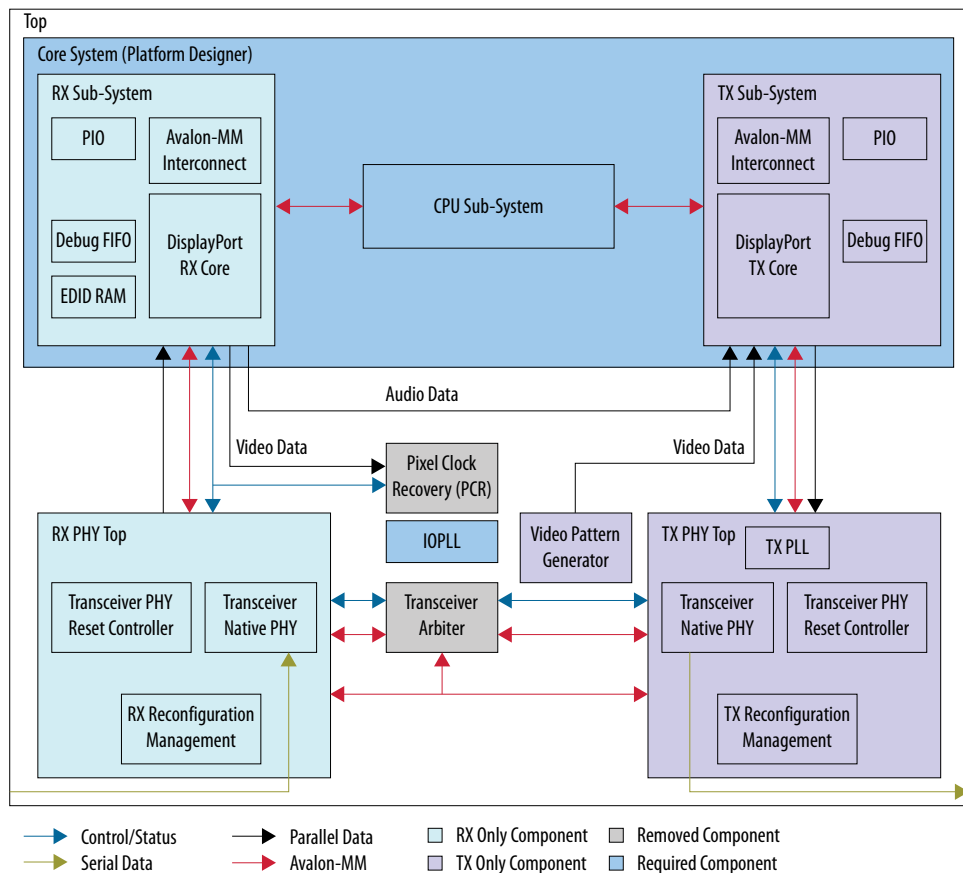 Top
Core System (Platform Designer)
RX Sub-System
PIO
Avalon-MM
Interconnect
Debug FIFO
DisplayPort
RX Core
EDID RAM
CPU Sub-System
TX Sub-System
Avalon-MM
Interconnect
PIO
DisplayPort
TX Core
Debug FIFO
Audio Data
Video Data
Pixel Clock
Recovery (PCR)
Video Data
IOPLL
Video Pattern
Generator
RX PHY Top
Transceiver PHY
Reset Controller
Transceiver
Native PHY
RX Reconfiguration
Management
Transceiver
Arbiter
TX PHY Top
TX PLL
Transceiver
Native PHY
Transceiver PHY
Reset Controller
TX Reconfiguration
Management
Control/Status
Parallel Data
RX Only Component
Removed Component
Serial Data
Avalon-MM
TX Only Component
Required Component